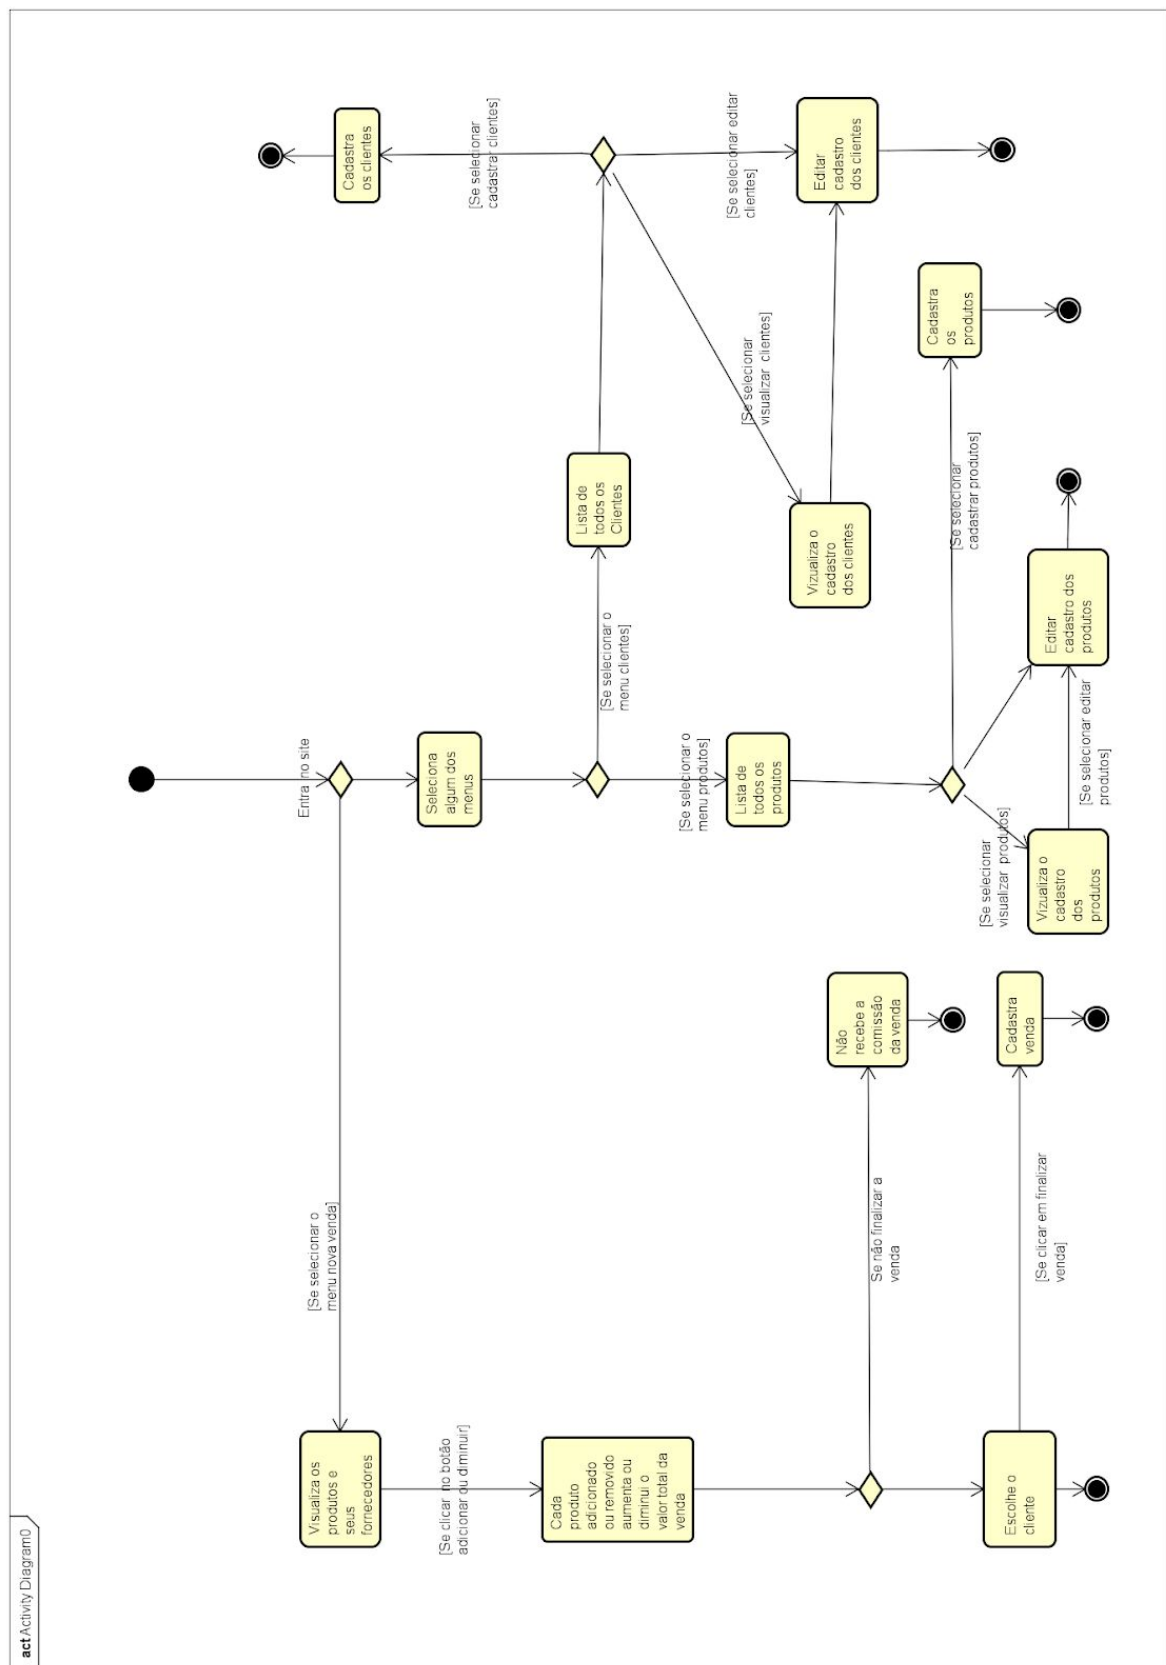 act Activity Diagram0
Entra no site
[Se selecionar o
menu nova venda]
Visualiza os
produtos e
seus
fornecedores
[Se clicar no botão
adicionar ou diminuir]
Cada
produto
adicionado
ou removido
aumenta ou
diminui o
valor total da
venda
Se não finalizar a
venda
Não
recebe a
comissão
da venda
Escolhe o
cliente
[Se clicar em finalizar
venda]
Cadastra
venda
Seleciona
algum dos
menus
[Se selecionar o
menu produtos]
Lista de
todos os
produtos
[Se selecionar
visualizar produtos]
Vizualiza o
cadastro
dos
produtos
[Se selecionar editar
produtos]
Editar
cadastro dos
produtos
[Se selecionar
cadastrar produtos]
Cadastra
os
produtos
[Se selecionar o
menu clientes]
Lista de
todos os
Clientes
[Se selecionar
cadastrar clientes]
Cadastra
os clientes
[Se selecionar
visualizar clientes]
Vizualiza o
cadastro
dos clientes
[Se selecionar editar
clientes]
Editar
cadastro
dos clientes